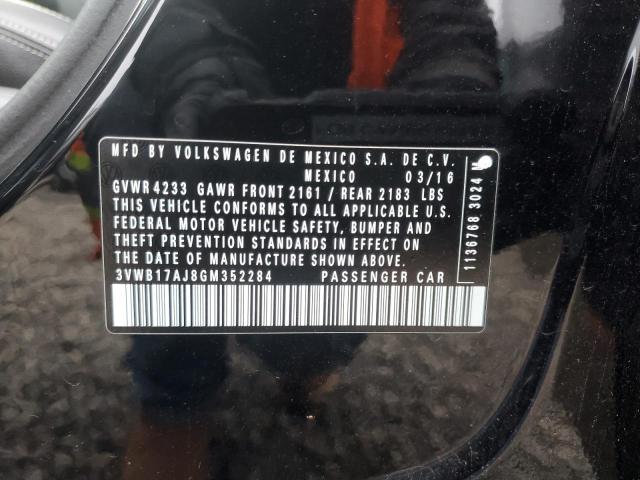 MFD BY VOLKSWAGEN DE MEXICO S.A. DE C.V.
MEXICO 03/16
GVWR 4233 GAWR FRONT 2161 / REAR 2183 LBS
THIS VEHICLE CONFORMS TO ALL APPLICABLE U.S.
FEDERAL MOTOR VEHICLE SAFETY, BUMPER AND
THEFT PREVENTION STANDARDS IN EFFECT ON
THE DATE OF MANUFACTURE SHOWN ABOVE.
3VWB17AJ8GM352284 PASSENGER CAR
1136768 3024